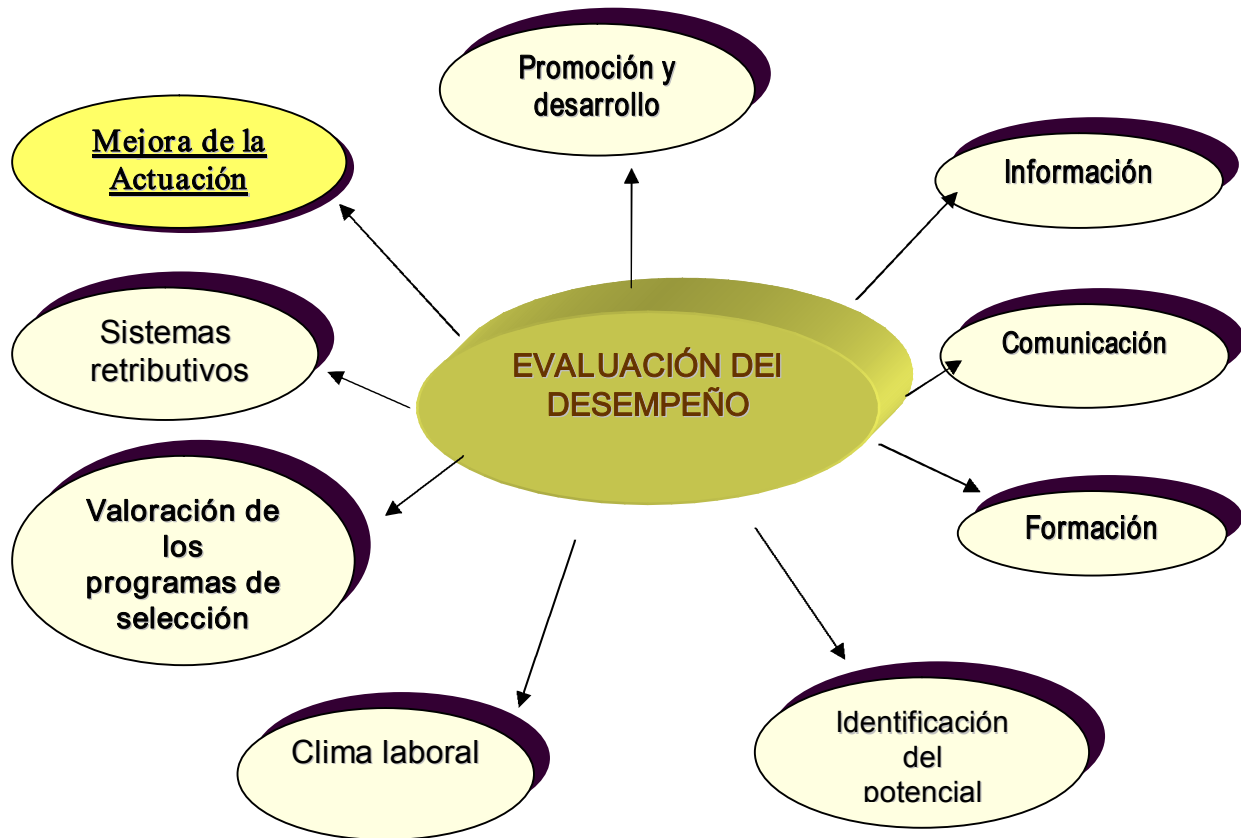 Promoción y
desarrollo
Mejora de la
Actuación
Información
Sistemas
retributivos
EVALUACIÓN DEl
DESEMPEÑO
Comunicación
Valoración de
los
programas de
selección
Formación
Clima laboral
Identificación
del
potencial